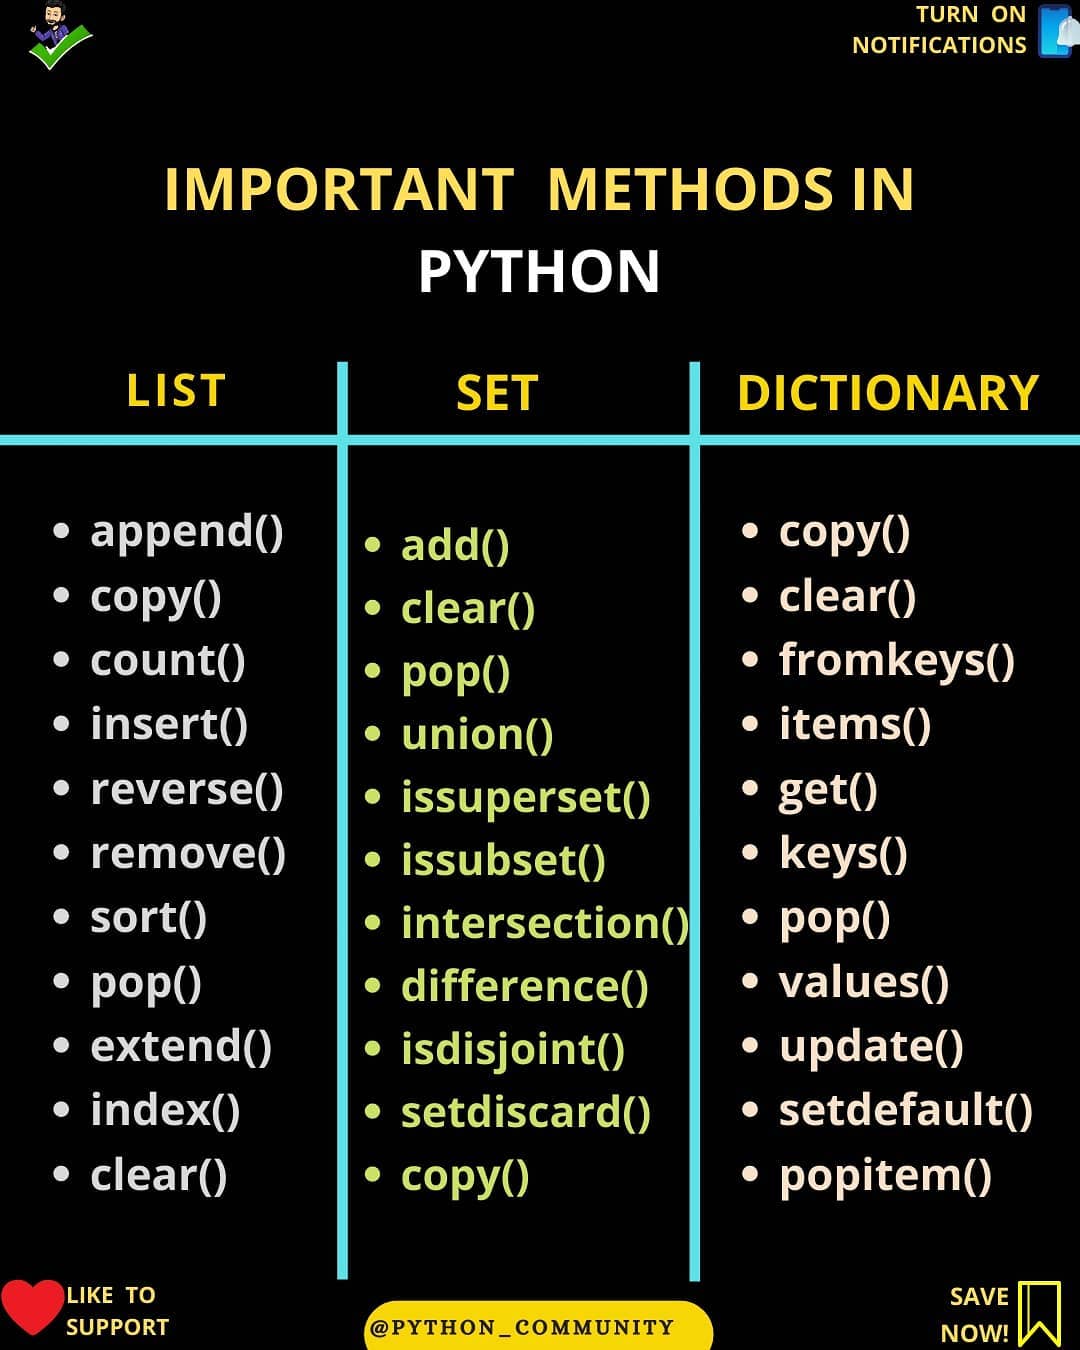 TURN ON
NOTIFICATIONS
IMPORTANT METHODS IN
PYTHON
LIST
append()
copy()
count()
insert()
reverse()
remove()
sort()
pop()
extend()
index()
clear()
SET
add()
clear()
pop()
union()
issuperset()
issubset()
intersection()
difference()
isdisjoint()
setdiscard()
copy()
DICTIONARY
copy()
clear()
fromkeys()
items()
get()
keys()
pop()
values()
update()
setdefault()
popitem()
LIKE TO
SUPPORT
@PYTHON_COMMUNITY
SAVE
NOW!